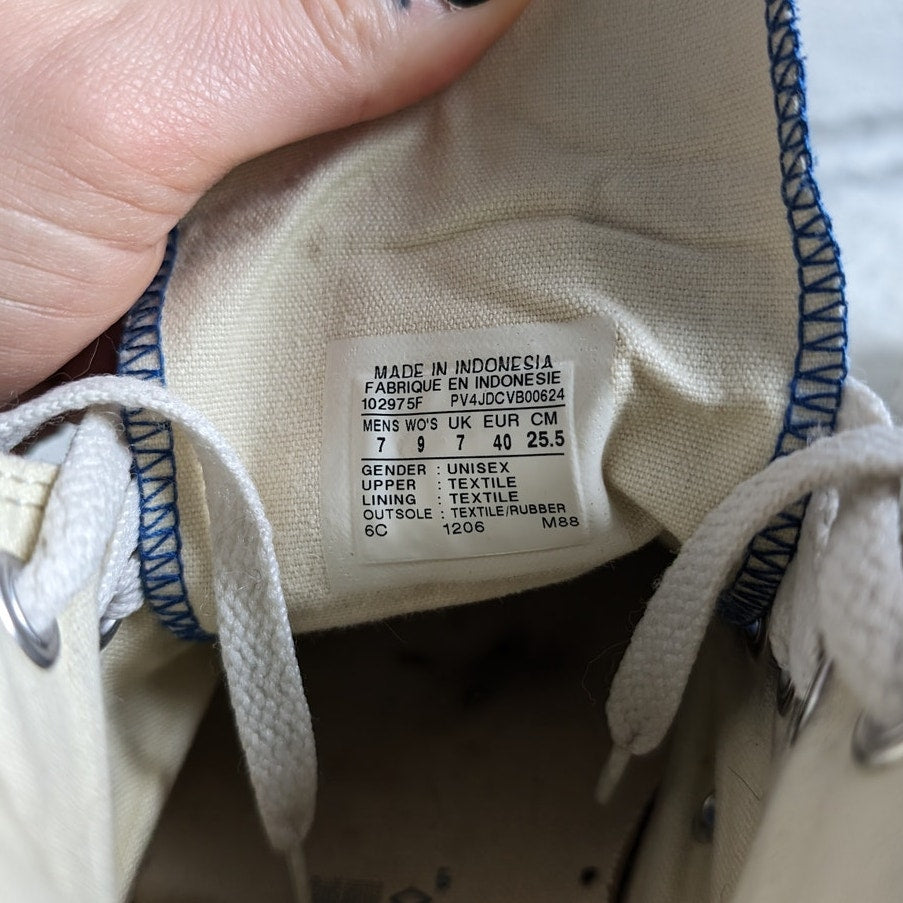 MADE IN INDONESIA
FABRIQUE EN INDONESIE
102975F PV4JDCVB00624
MENS WO'S UK EUR CM
7 9 7 40 25.5
GENDER : UNISEX
UPPER : TEXTILE
LINING : TEXTILE
OUTSOLE : TEXTILE/RUBBER
6C 1206 M88